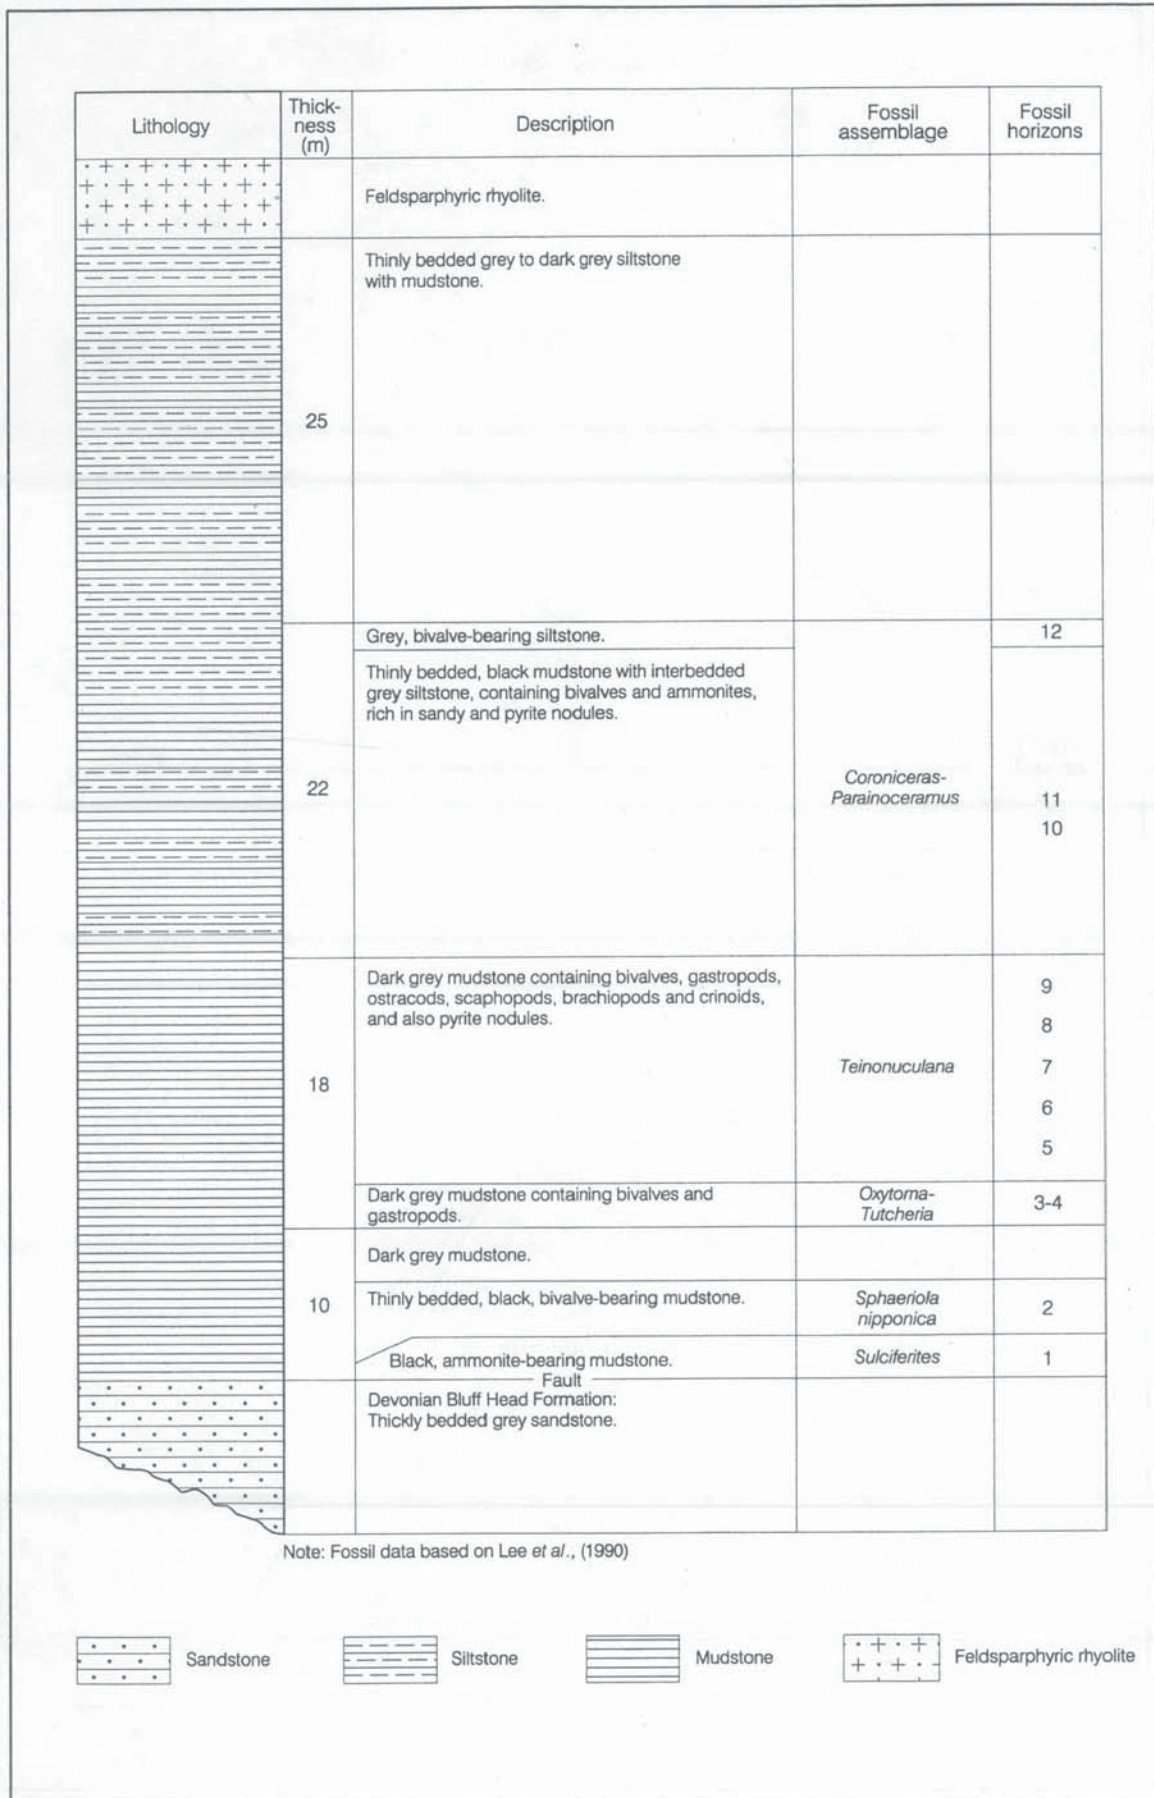 Lithology
Thick-
ness
(m)
Description
Fossil
assemblage
Fossil
horizons
Feldsparphyric rhyolite.
Thinly bedded grey to dark grey siltstone
with mudstone.
25
Grey, bivalve-bearing siltstone.
12
Thinly bedded, black mudstone with interbedded
grey siltstone, containing bivalves and ammonites,
rich in sandy and pyrite nodules.
22
Coroniceras-
Parainoceramus
11
10
Dark grey mudstone containing bivalves, gastropods,
ostracods, scaphopods, brachiopods and crinoids,
and also pyrite nodules.
18
Teinonuculana
9
8
7
6
5
Dark grey mudstone containing bivalves and
gastropods.
Oxytoma-
Tutcheria
3-4
Dark grey mudstone.
10
Thinly bedded, black, bivalve-bearing mudstone.
Sphaeriola
nipponica
2
Black, ammonite-bearing mudstone.
Sulciferites
1
Fault
Devonian Bluff Head Formation:
Thickly bedded grey sandstone.
Note: Fossil data based on Lee et al., (1990)
Sandstone
Siltstone
Mudstone
Feldsparphyric rhyolite